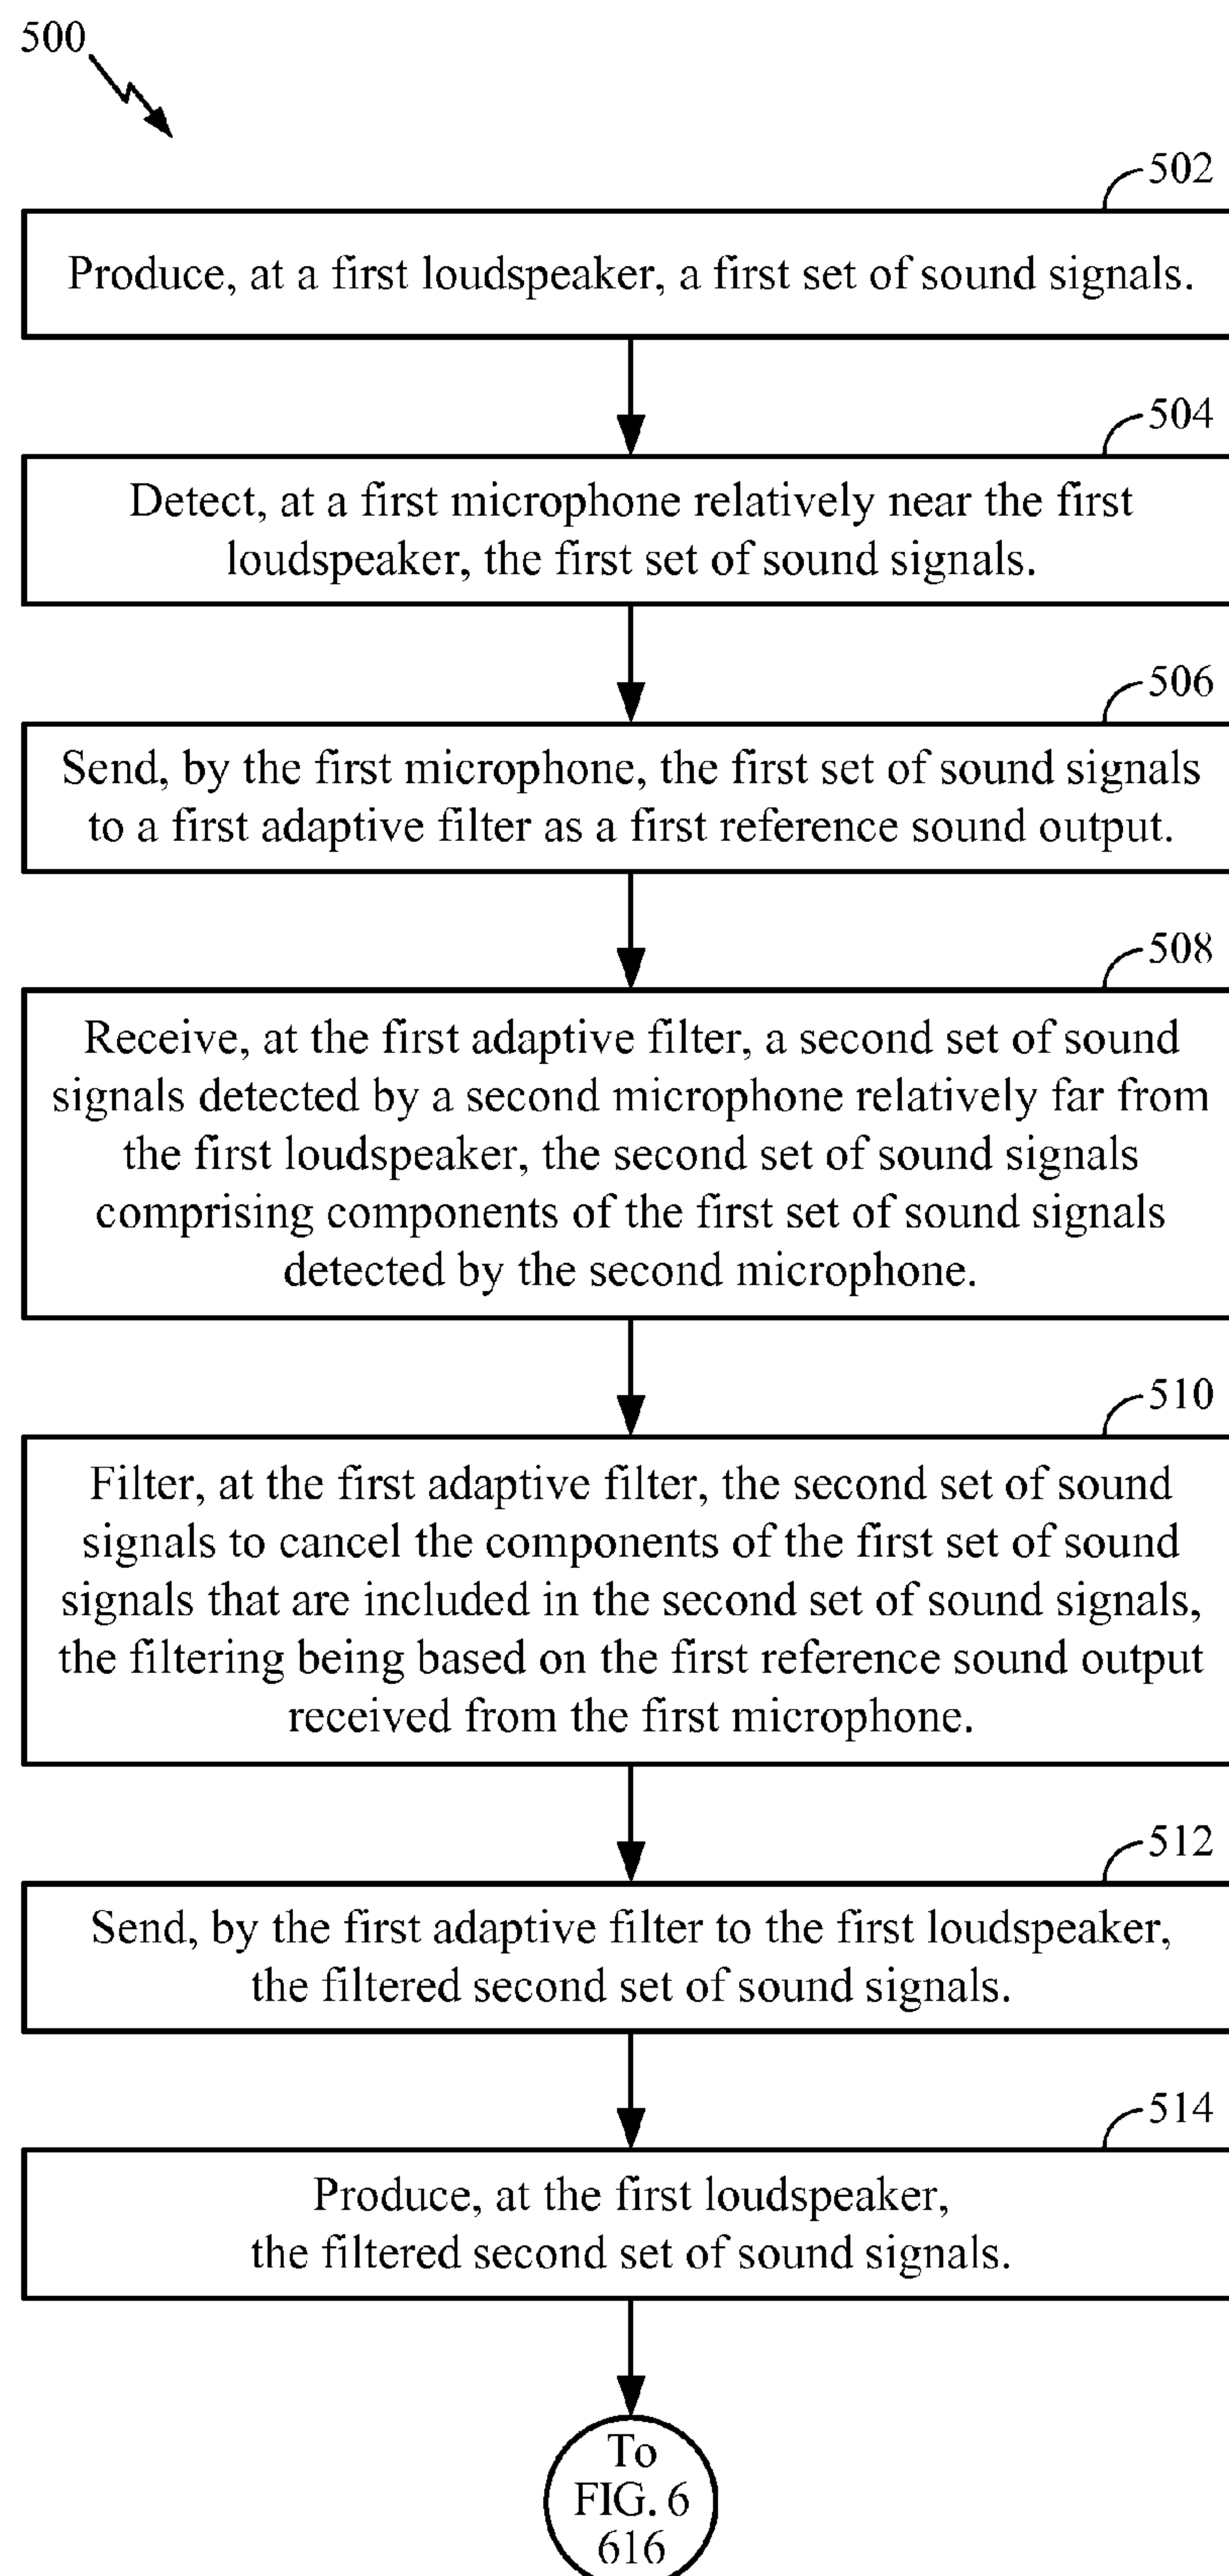 500
502
Produce, at a first loudspeaker, a first set of sound signals.
504
Detect, at a first microphone relatively near the first
loudspeaker, the first set of sound signals.
506
Send, by the first microphone, the first set of sound signals
to a first adaptive filter as a first reference sound output.
508
Receive, at the first adaptive filter, a second set of sound
signals detected by a second microphone relatively far from
the first loudspeaker, the second set of sound signals
comprising components of the first set of sound signals
detected by the second microphone.
510
Filter, at the first adaptive filter, the second set of sound
signals to cancel the components of the first set of sound
signals that are included in the second set of sound signals,
the filtering being based on the first reference sound output
received from the first microphone.
512
Send, by the first adaptive filter to the first loudspeaker,
the filtered second set of sound signals.
514
Produce, at the first loudspeaker,
the filtered second set of sound signals.
To
FIG. 6
616